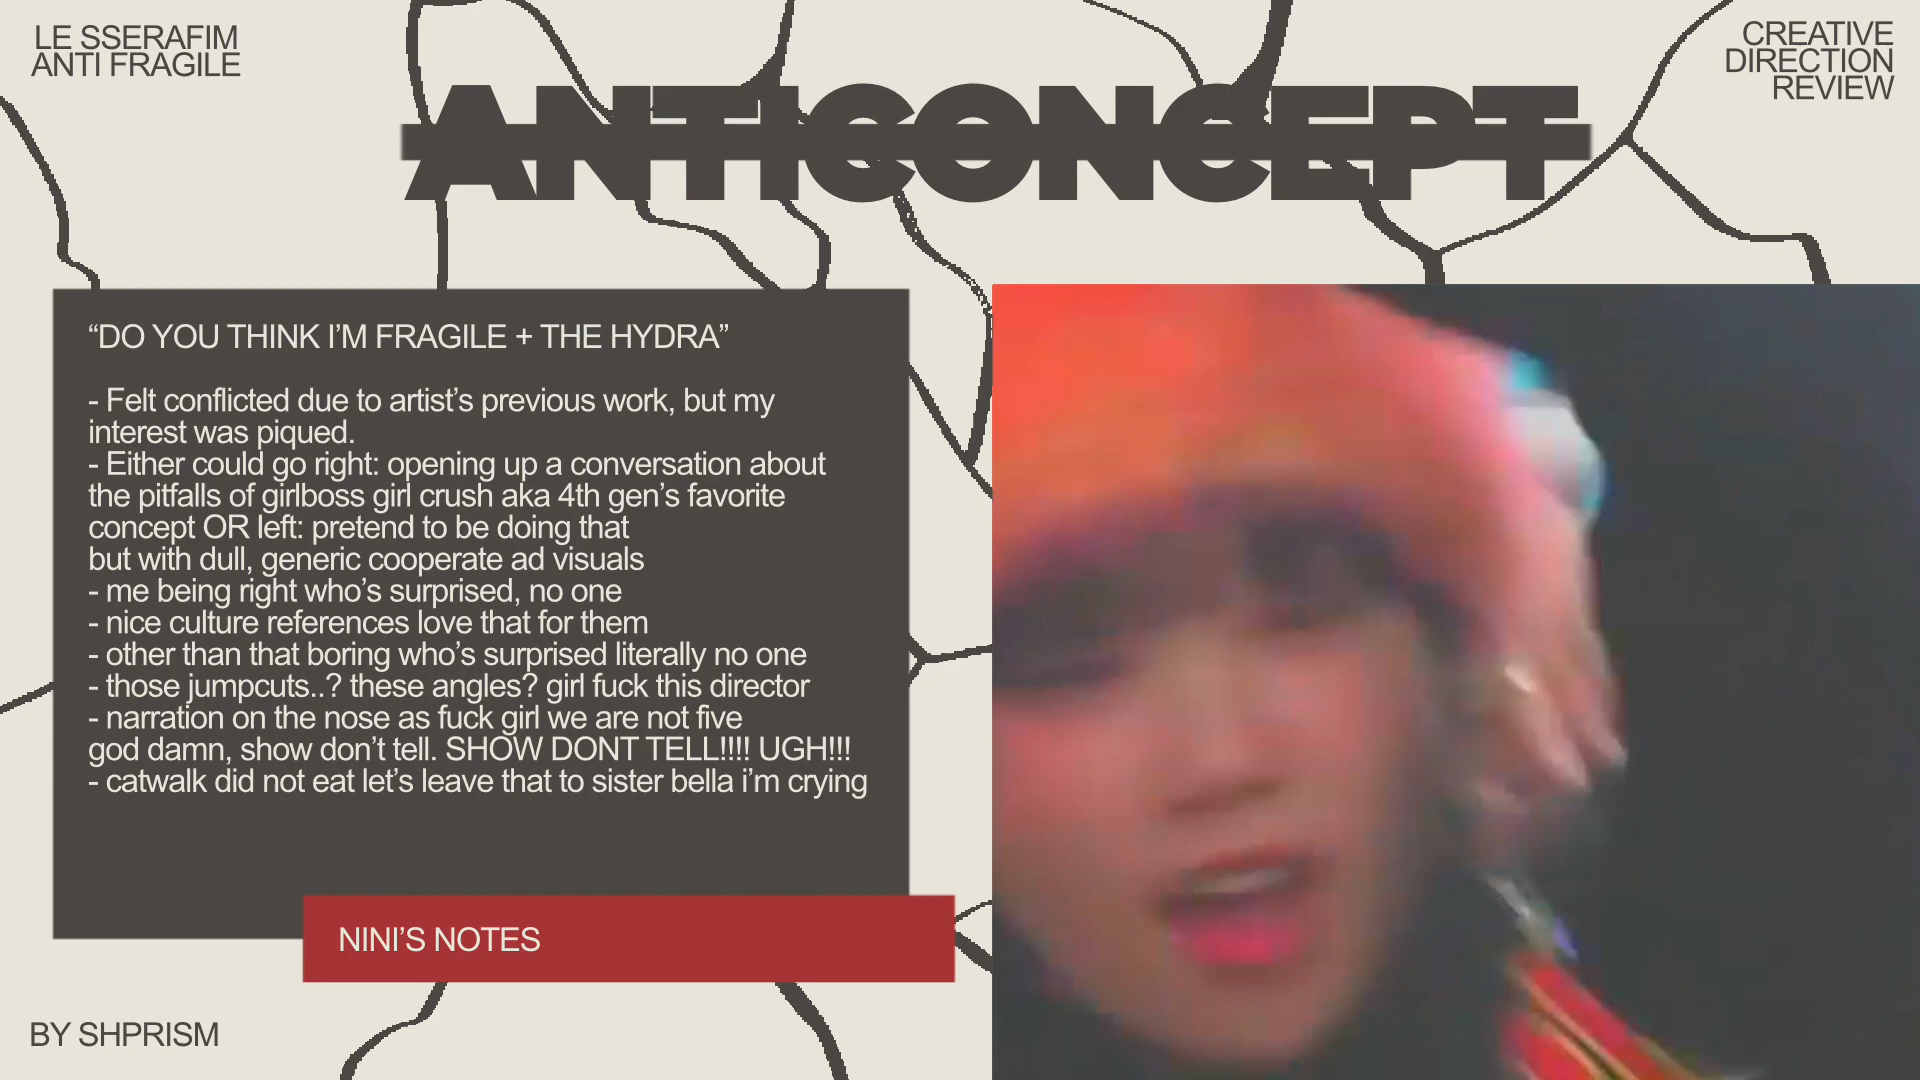 LE SSERAFIM
ANTI FRAGILE
CREATIVE
DIRECTION
REVIEW
ANTICONCEPT
“DO YOU THINK I’M FRAGILE + THE HYDRA”
- Felt conflicted due to artist’s previous work, but my
interest was piqued.
- Either could go right: opening up a conversation about
the pitfalls of girlboss girl crush aka 4th gen’s favorite
concept OR left: pretend to be doing that
but with dull, generic cooperate ad visuals
- me being right who’s surprised, no one
- nice culture references love that for them
- other than that boring who’s surprised literally no one
- those jumpcuts..? these angles? girl fuck this director
- narration on the nose as fuck girl we are not five
god damn, show don’t tell. SHOW DONT TELL!!!! UGH!!!
- catwalk did not eat let’s leave that to sister bella i’m crying
NINI’S NOTES
BY SHPRISM